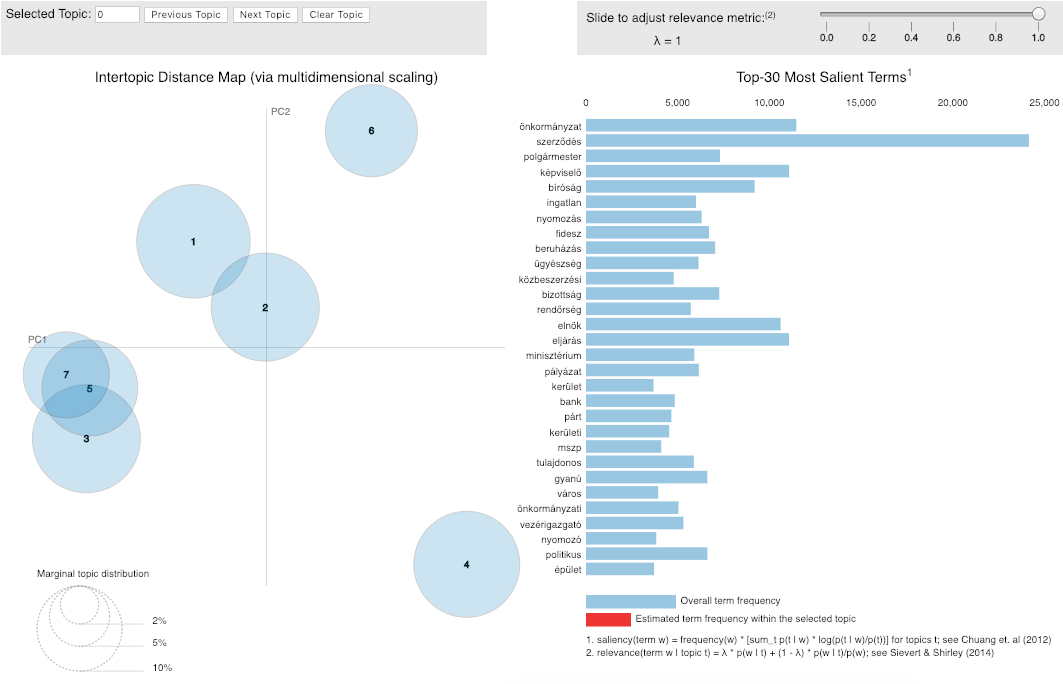 Selected Topic: 0 Previous Topic Next Topic Clear Topic
Slide to adjust relevance metric:(2)
λ = 1
0.0 0.2 0.4 0.6 0.8 1.0
Intertopic Distance Map (via multidimensional scaling)
PC2
PC1
6
1
2
7
5
3
4
Marginal topic distribution
2%
5%
10%
Top-30 Most Salient Terms1
0 5,000 10,000 15,000 20,000 25,000
önkormányzat
szerződés
polgármester
képviselő
bíróság
ingatlan
nyomozás
fidesz
beruházás
ügyészség
közbeszerzési
bizottság
rendőrség
elnök
eljárás
minisztérium
pályázat
kerület
bank
párt
kerületi
mszp
tulajdonos
gyanú
város
önkormányzati
vezérigazgató
nyomozó
politikus
épület
Overall term frequency
Estimated term frequency within the selected topic
1. saliency(term w) = frequency(w) * [sum_t p(t | w) * log(p(t | w)/p(t))] for topics t; see Chuang et. al (2012)
2. relevance(term w | topic t) = λ * p(w | t) + (1 - λ) * p(w | t)/p(w); see Sievert & Shirley (2014)